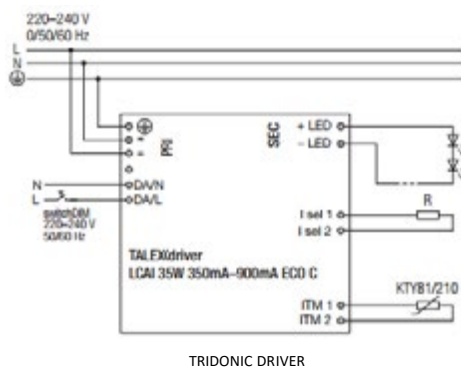 220–240 V
0/50/60 Hz
L
N
PRI
SEC
+ LED
– LED
N
DA/N
L
DA/L
switchDIM
220–240 V
50/60 Hz
I sel 1
I sel 2
R
TALEXXdriver
LCAI 35W 350mA–900mA ECO C
ITM 1
ITM 2
KTY81/210
TRIDONIC DRIVER